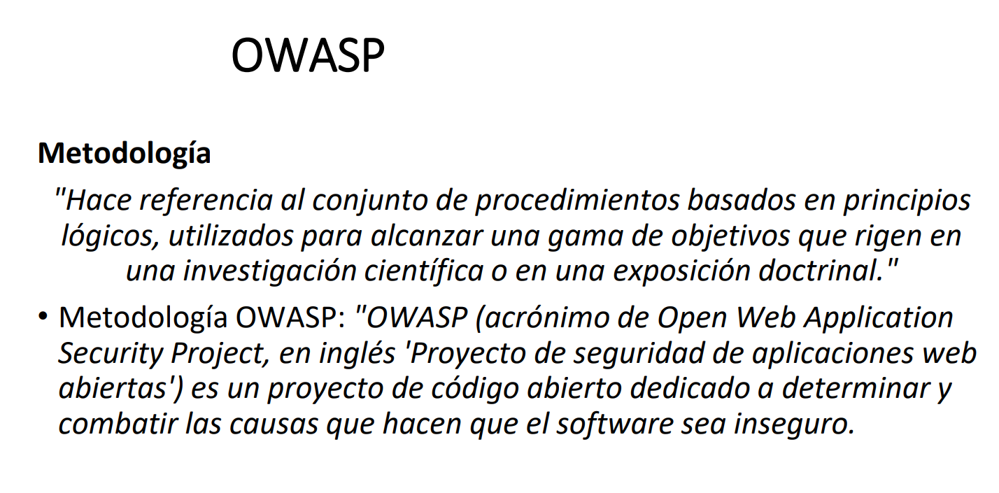 OWASP
Metodología
"Hace referencia al conjunto de procedimientos basados en principios
lógicos, utilizados para alcanzar una gama de objetivos que rigen en
una investigación científica o en una exposición doctrinal."
• Metodología OWASP: "OWASP (acrónimo de Open Web Application
Security Project, en inglés 'Proyecto de seguridad de aplicaciones web
abiertas') es un proyecto de código abierto dedicado a determinar y
combatir las causas que hacen que el software sea inseguro.